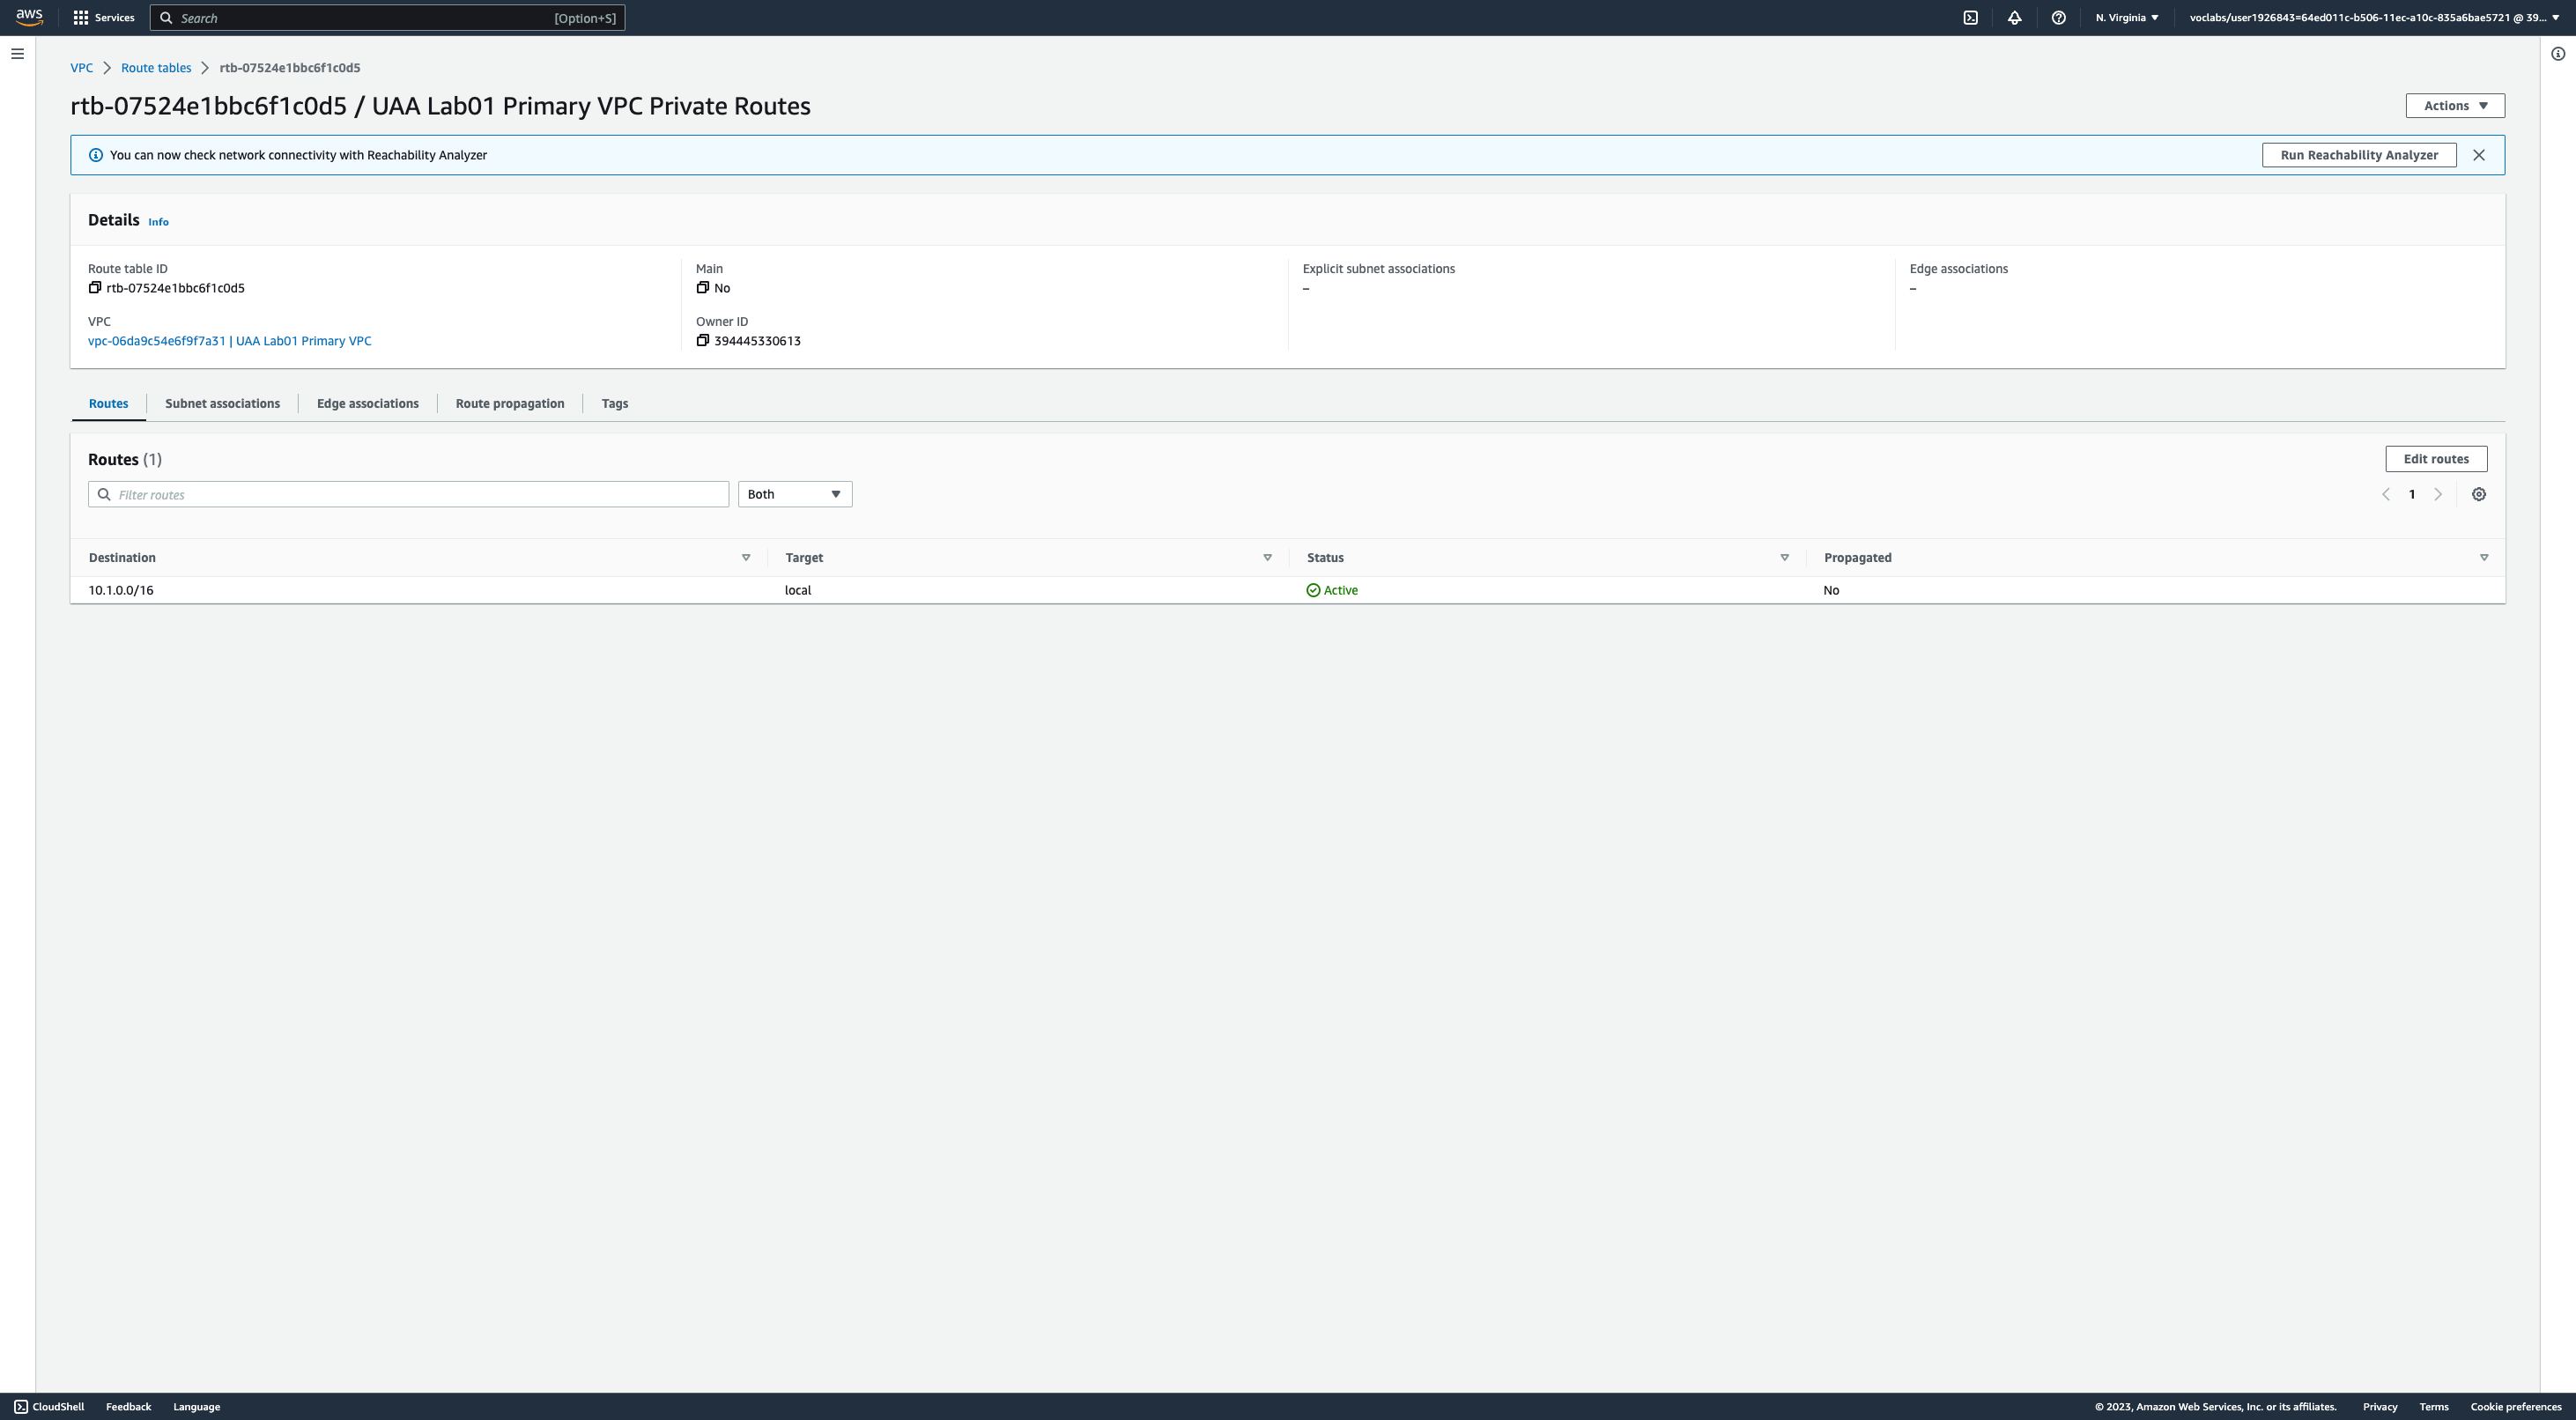 aws Services Search [Option+S] N. Virginia voclabs/user1926843=64ed011c-b506-11ec-a10c-835a6bae5721 @ 39...
VPC Route tables rtb-07524e1bbc6f1c0d5
rtb-07524e1bbc6f1c0d5 / UAA Lab01 Primary VPC Private Routes
Actions
You can now check network connectivity with Reachability Analyzer
Run Reachability Analyzer
Details Info
Route table ID
rtb-07524e1bbc6f1c0d5
VPC
vpc-06da9c54e6f9f7a31 | UAA Lab01 Primary VPC
Main
No
Owner ID
394445330613
Explicit subnet associations
–
Edge associations
–
Routes Subnet associations Edge associations Route propagation Tags
Routes (1)
Edit routes
Filter routes Both 1
Destination Target Status Propagated
10.1.0.0/16 local Active No
CloudShell Feedback Language © 2023, Amazon Web Services, Inc. or its affiliates. Privacy Terms Cookie preferences